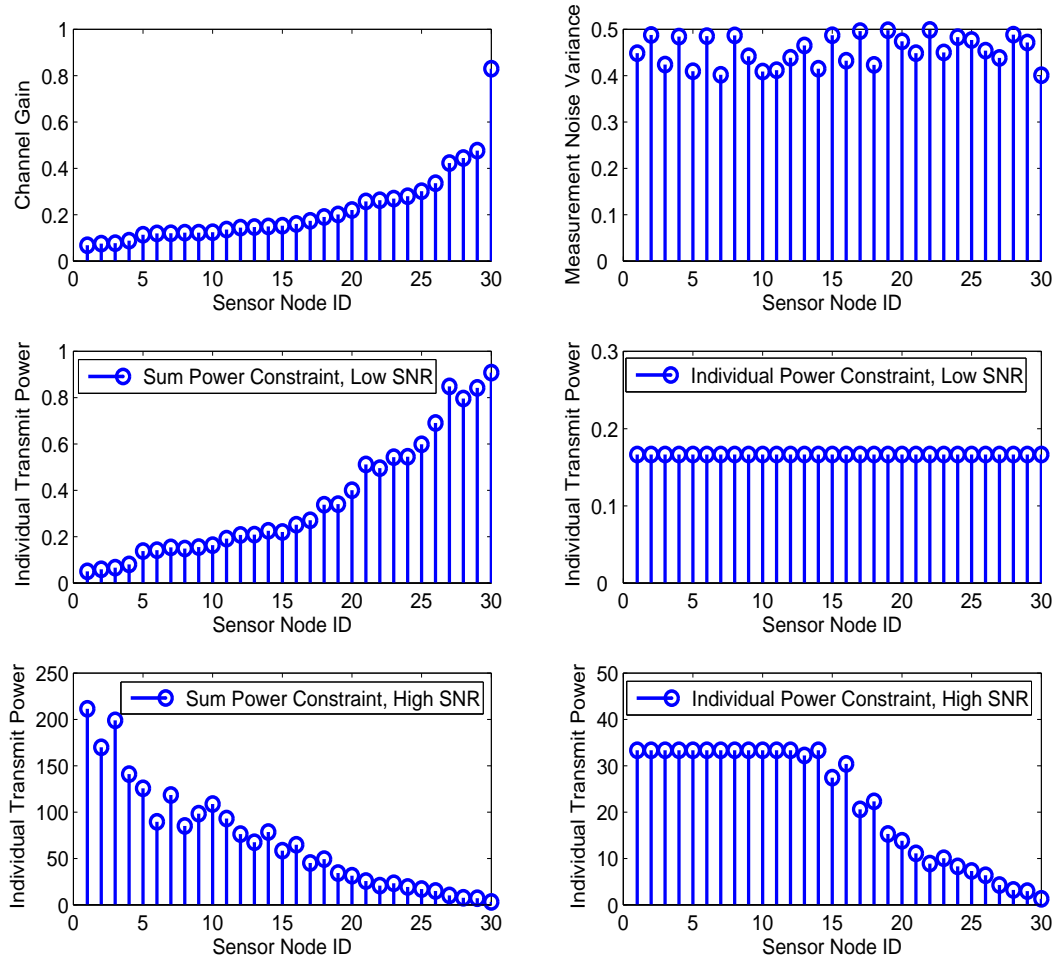 Channel Gain
1
0.8
0.6
0.4
0.2
0
0 5 10 15 20 25 30
Sensor Node ID
Measurement Noise Variance
0.5
0.4
0.3
0.2
0.1
0
0 5 10 15 20 25 30
Sensor Node ID
Individual Transmit Power
1
0.8
0.6
0.4
0.2
0
Sum Power Constraint, Low SNR
0 5 10 15 20 25 30
Sensor Node ID
Individual Transmit Power
0.3
0.2
0.1
0
Individual Power Constraint, Low SNR
0 5 10 15 20 25 30
Sensor Node ID
Individual Transmit Power
250
200
150
100
50
0
Sum Power Constraint, High SNR
0 5 10 15 20 25 30
Sensor Node ID
Individual Transmit Power
50
40
30
20
10
0
Individual Power Constraint, High SNR
0 5 10 15 20 25 30
Sensor Node ID